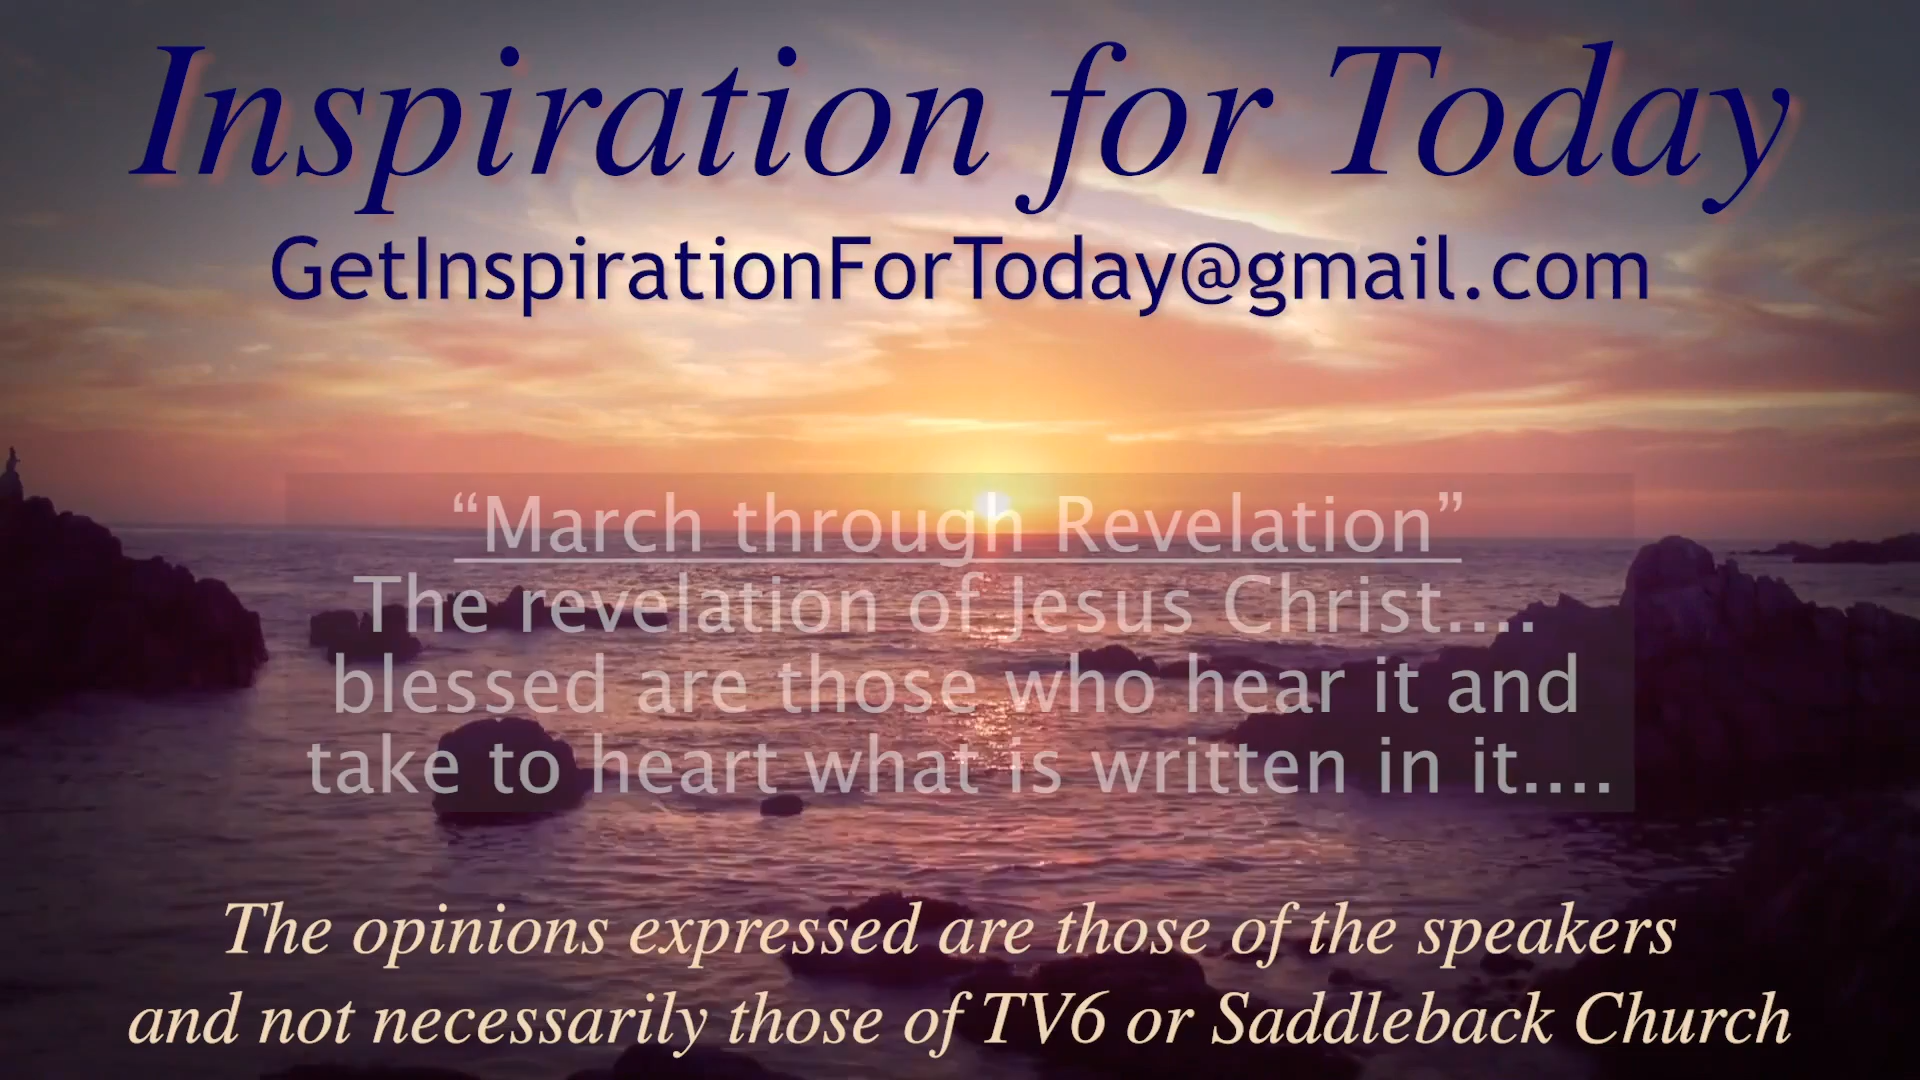 Inspiration for Today
GetInspirationForToday@gmail.com
“March through Revelation”
The revelation of Jesus Christ....
blessed are those who hear it and
take to heart what is written in it....
The opinions expressed are those of the speakers
and not necessarily those of TV6 or Saddleback Church